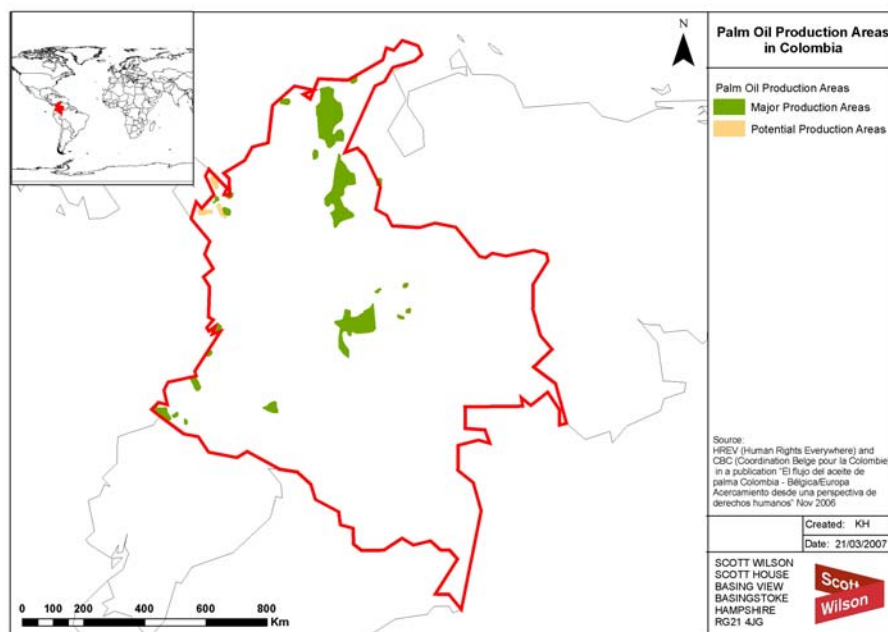 N
Palm Oil Production Areas
in Colombia
Palm Oil Production Areas
Major Production Areas
Potential Production Areas
Source:
HREV (Human Rights Everywhere) and
CBC (Coordination Belge pour la Colombie)
in a publication "El flujo del aceite de
palma Colombia - Bélgica/Europa
Acercamiento desde una perspectiva de
derechos humanos" Nov 2006
Created: KH
Date: 21/03/2007
SCOTT WILSON
SCOTT HOUSE
BASING VIEW
BASINGSTOKE
HAMPSHIRE
RG21 4JG
Scott
Wilson
0 100 200 400 600 800
Km